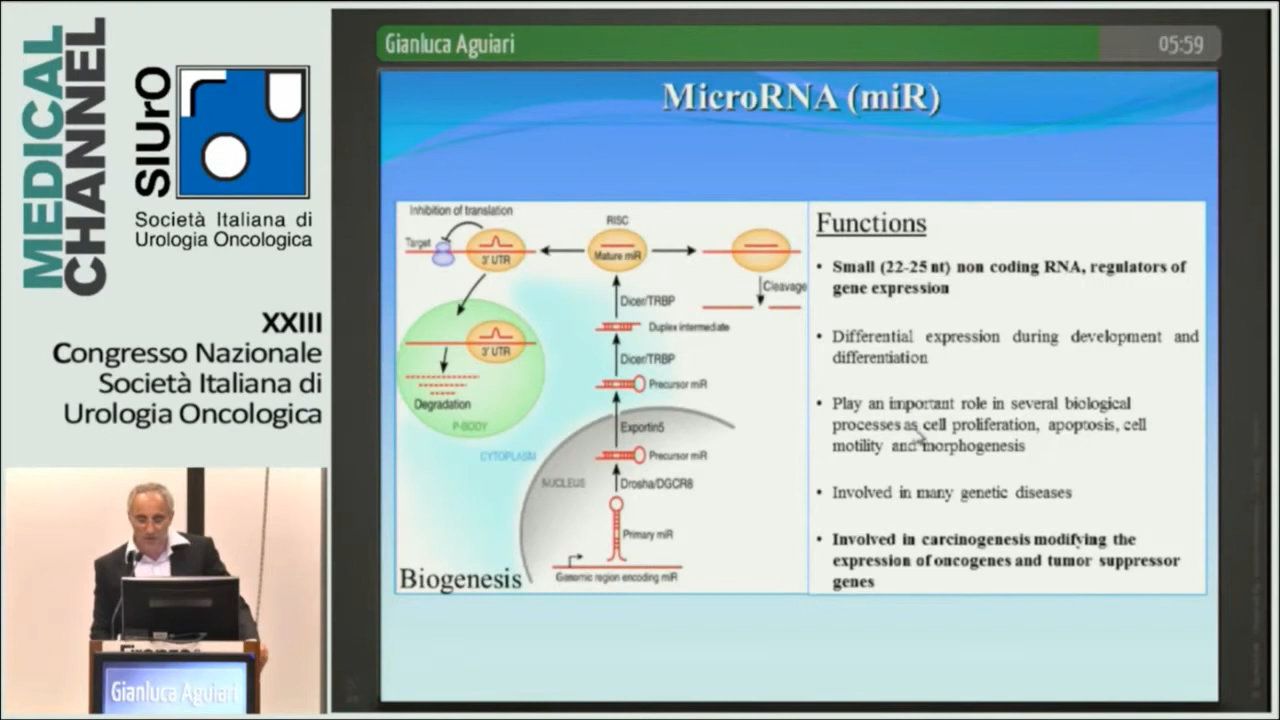 MEDICAL
CHANNEL
SIUrO
Società Italiana di
Urologia Oncologica
XXIII
Congresso Nazionale
Società Italiana di
Urologia Oncologica
Gianluca Aguiari
Gianluca Aguiari
05:59
MicroRNA (miR)
Inhibition of translation
Target
3' UTR
RISC
Mature miR
Cleavage
Dicer/TRBP
Duplex intermediate
Dicer/TRBP
Precursor miR
3' UTR
Degradation
P-BODY
CYTOPLASM
Exportin5
NUCLEUS
Precursor miR
Drosha/DGCR8
Primary miR
Genomic region encoding miR
Biogenesis
Functions
• Small (22-25 nt) non coding RNA, regulators of
gene expression
• Differential expression during development and
differentiation
• Play an important role in several biological
processes as cell proliferation, apoptosis, cell
motility and morphogenesis
• Involved in many genetic diseases
• Involved in carcinogenesis modifying the
expression of oncogenes and tumor suppressor
genes